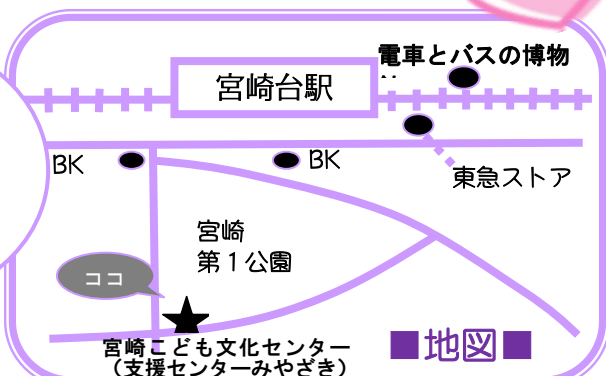 電車とバスの博物
宮崎台駅
BK
BK
東急ストア
宮崎
第１公園
ココ
宮崎こども文化センター
（支援センターみやざき）
■地図■